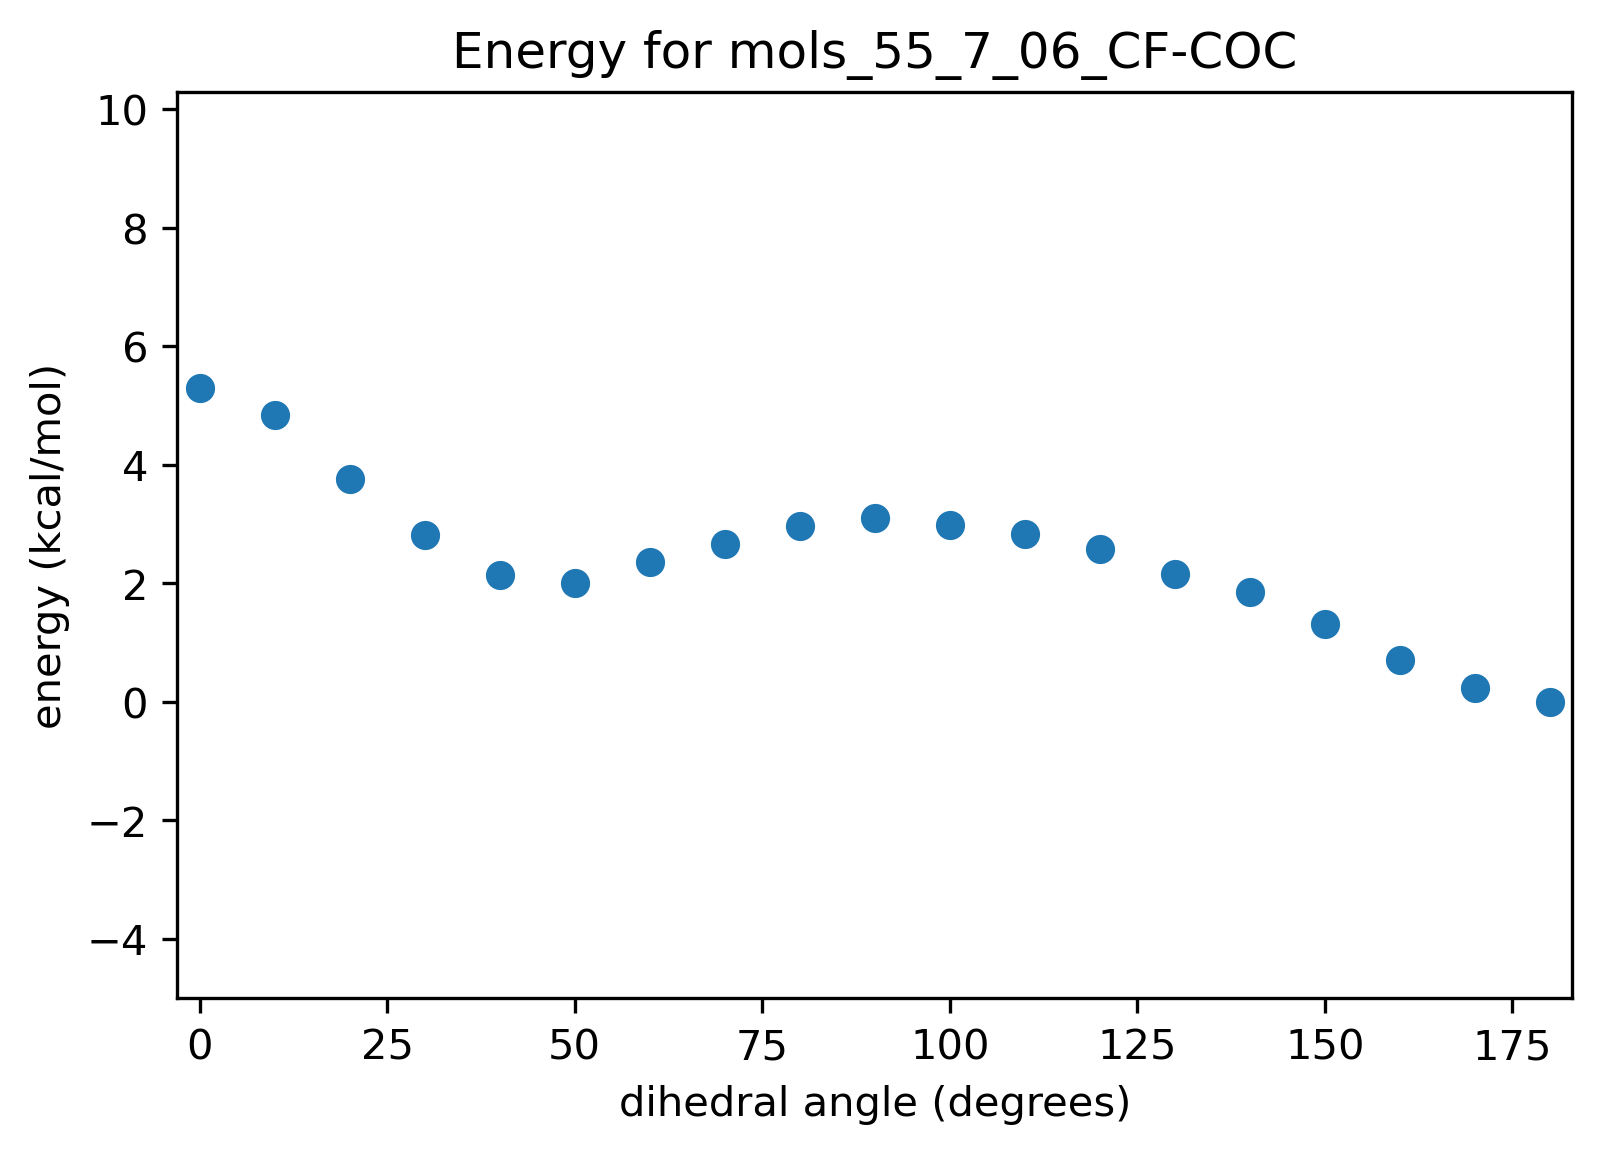 Energy for mols_55_7_06_CF-COC
10
8
6
4
2
0
−2
−4
energy (kcal/mol)
0 25 50 75 100 125 150 175
dihedral angle (degrees)